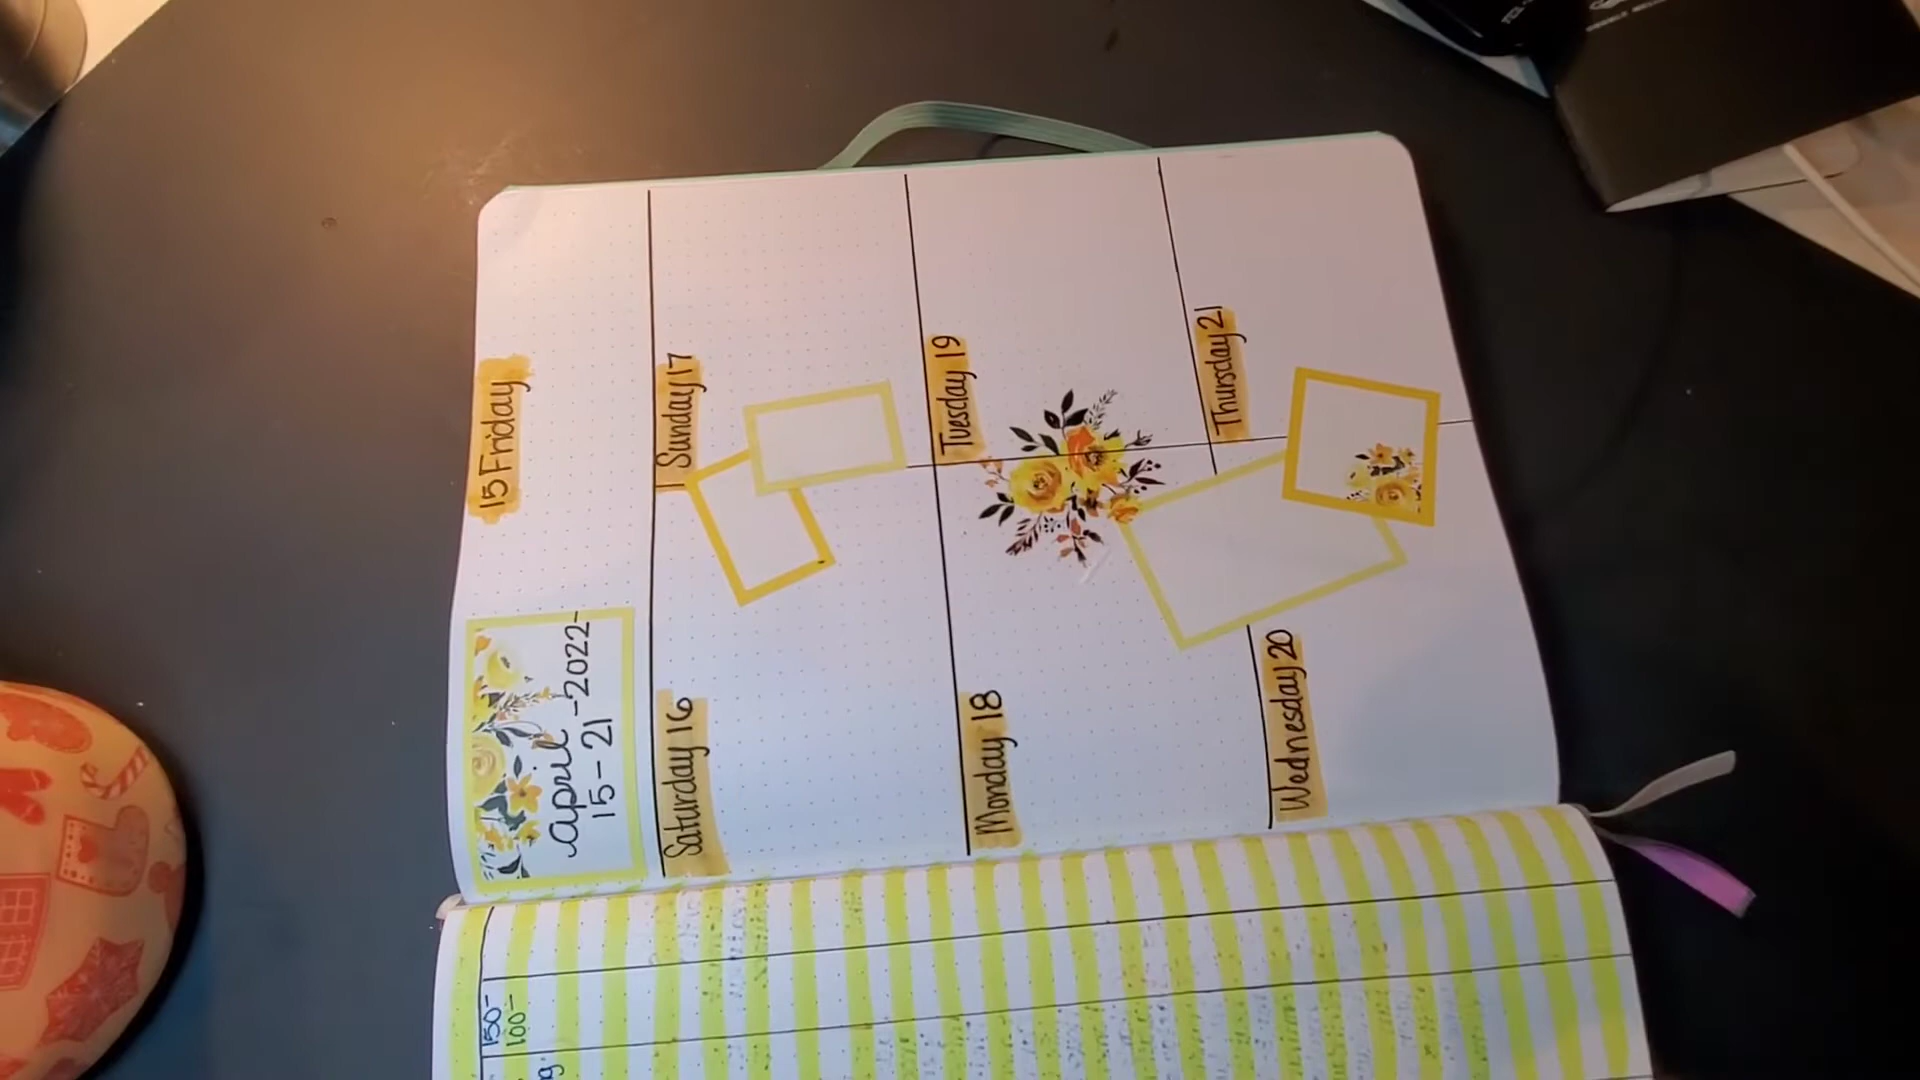 april
15 - 21 -2022-
15 Friday
Saturday 16
Sunday 17
Monday 18
Tuesday 19
Wednesday 20
Thursday 21
150-
100-